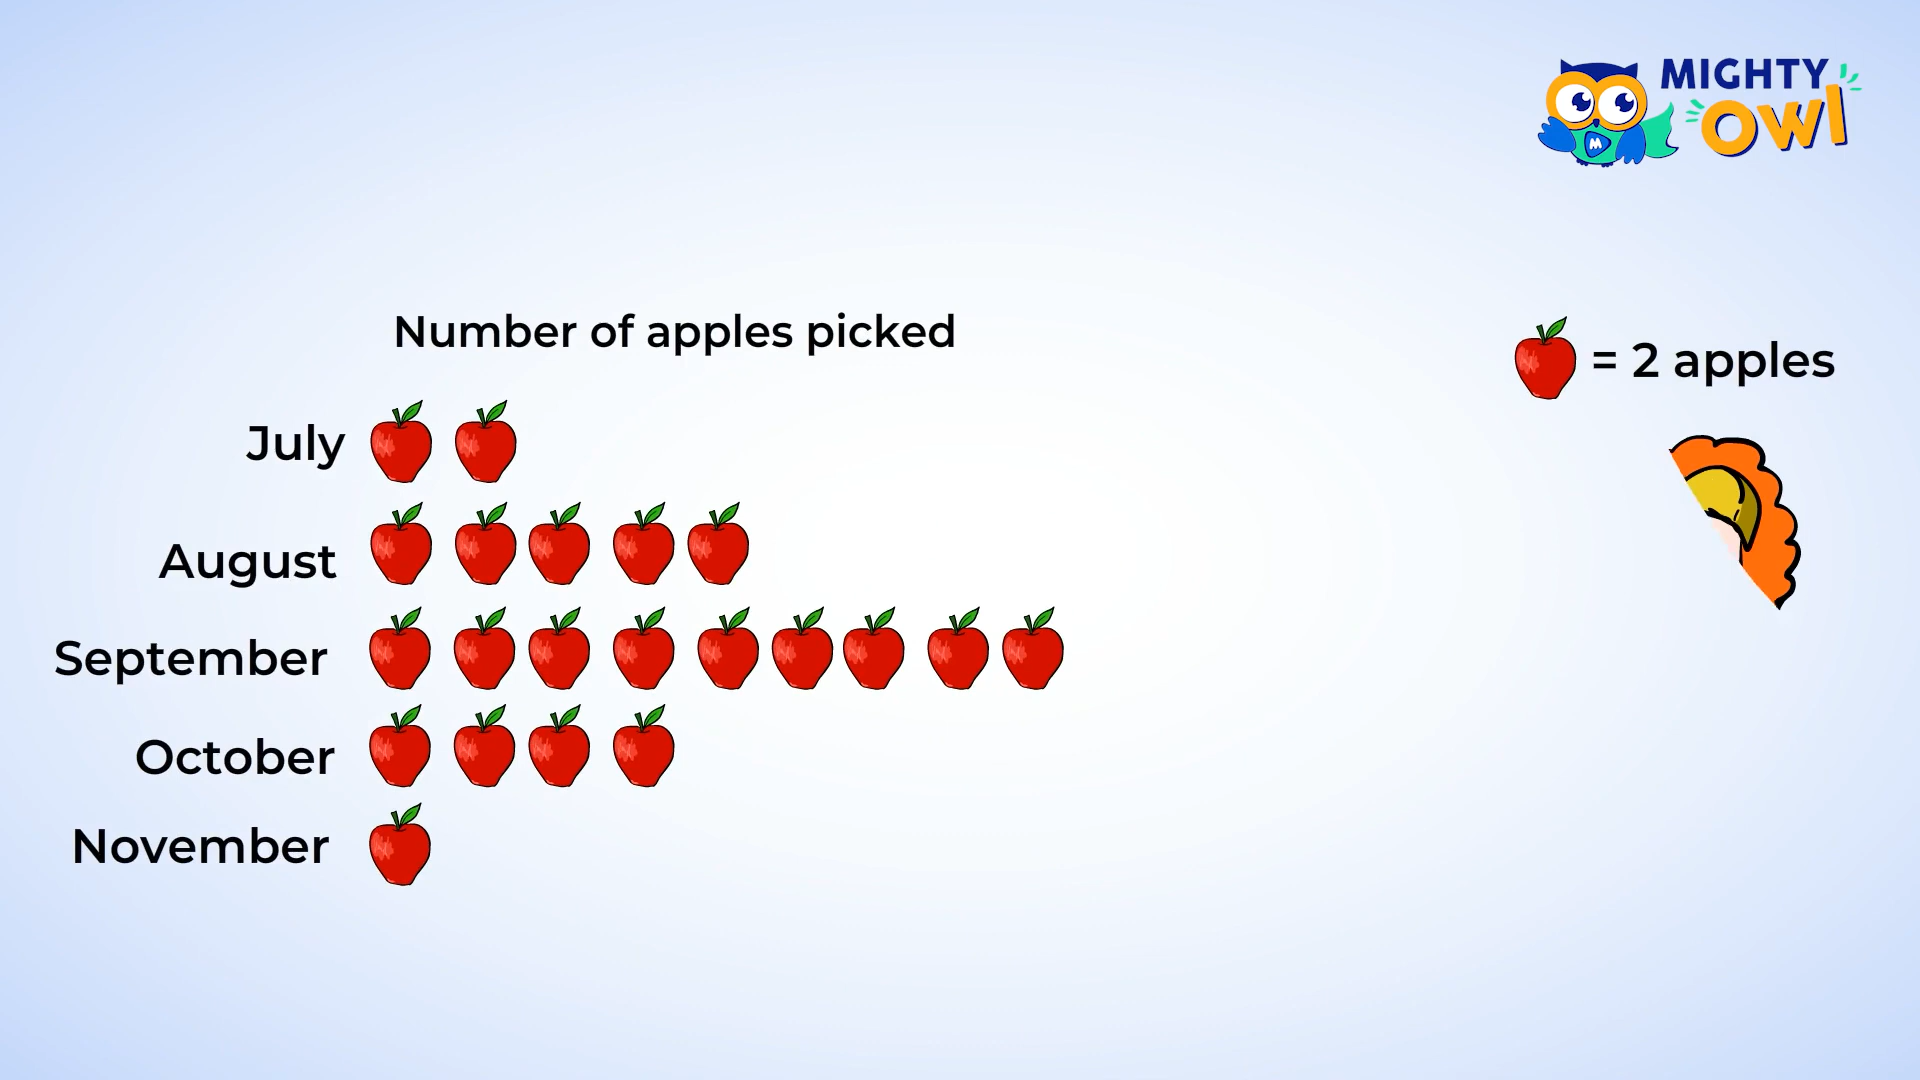 MIGHTY
OWL
Number of apples picked
= 2 apples
July
August
September
October
November